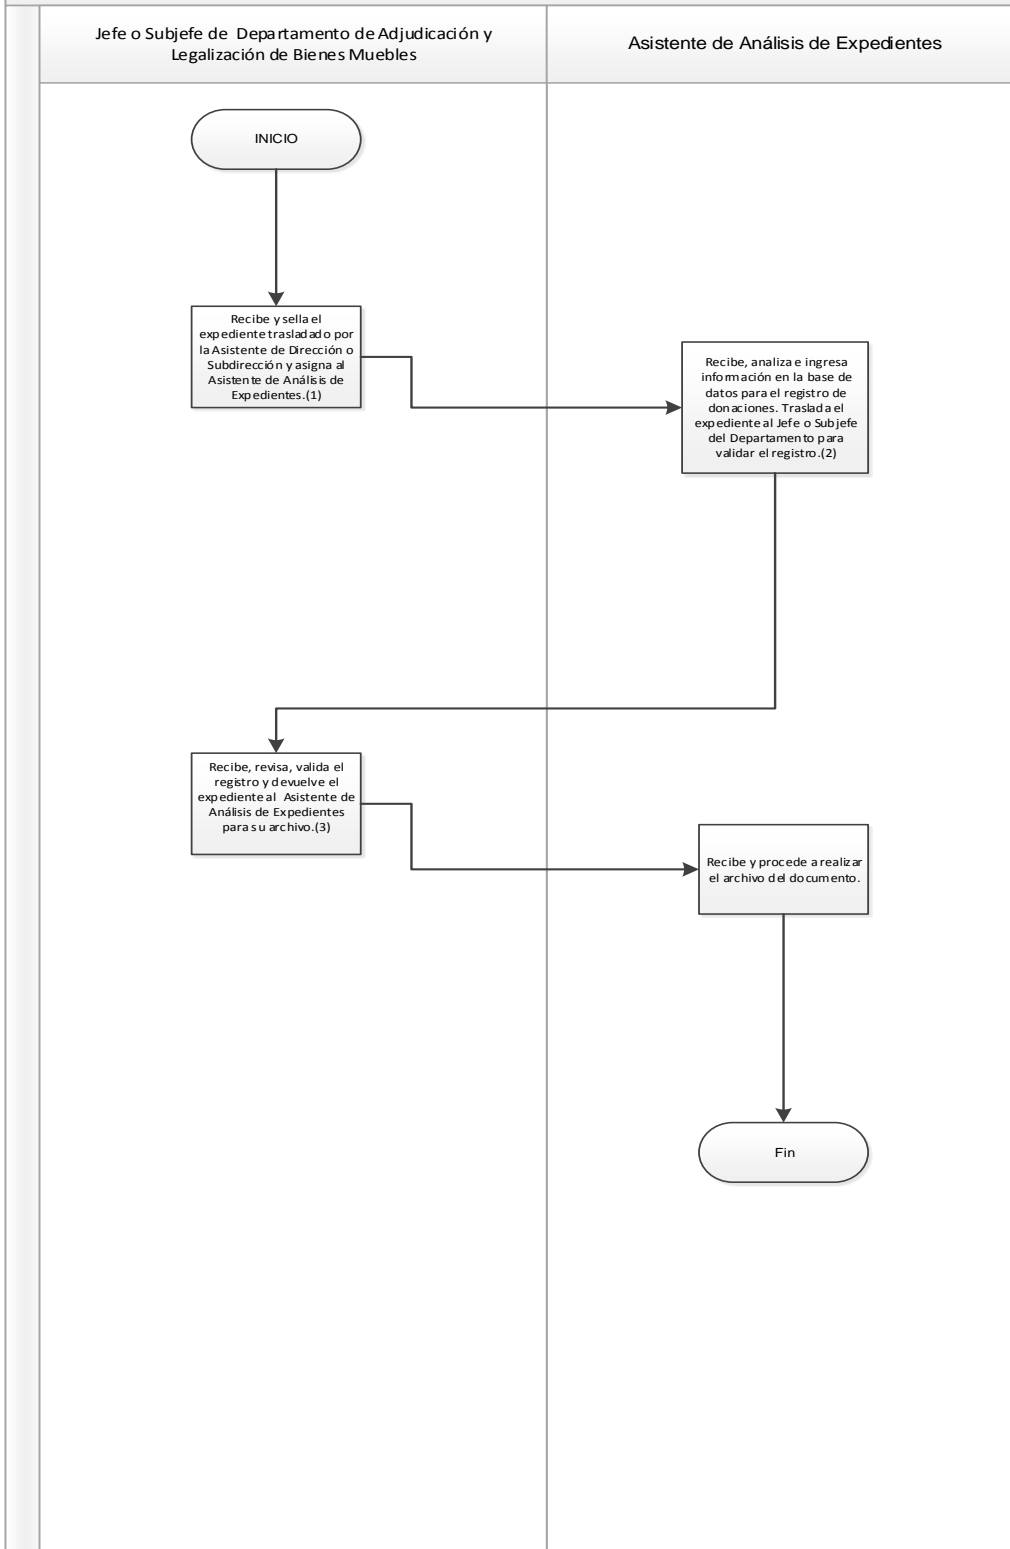 Jefe o Subjefe de Departamento de Adjudicación y
Legalización de Bienes Muebles
Asistente de Análisis de Expedientes
INICIO
Recibe y sella el
expediente trasladado por
la Asistente de Dirección o
Subdirección y asigna al
Asistente de Análisis de
Expedientes.(1)
Recibe, analiza e ingresa
información en la base de
datos para el registro de
donaciones. Traslada el
expediente al Jefe o Subjefe
del Departamento para
validar el registro.(2)
Recibe, revisa, valida el
registro y devuelve el
expediente al Asistente de
Análisis de Expedientes
para su archivo.(3)
Recibe y procede a realizar
el archivo del documento.
Fin